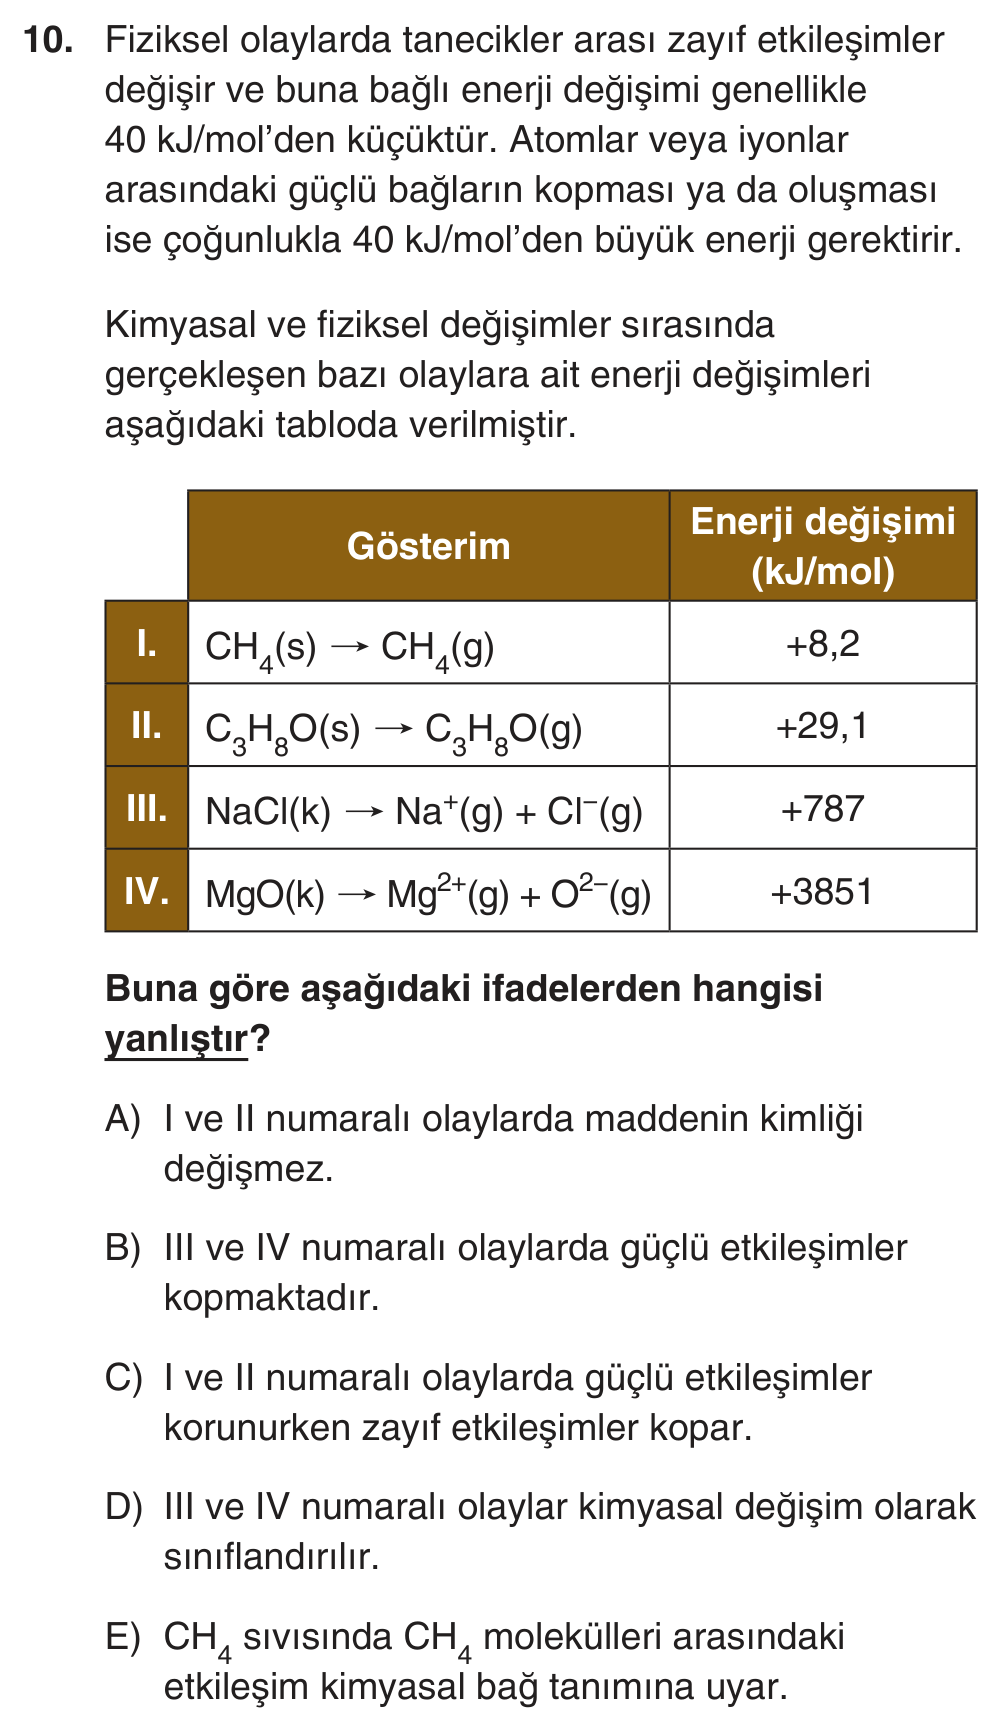 10. Fiziksel olaylarda tanecikler arası zayıf etkileşimler
değişir ve buna bağlı enerji değişimi genellikle
40 kJ/mol’den küçüktür. Atomlar veya iyonlar
arasındaki güçlü bağların kopması ya da oluşması
ise çoğunlukla 40 kJ/mol’den büyük enerji gerektirir.
Kimyasal ve fiziksel değişimler sırasında
gerçekleşen bazı olaylara ait enerji değişimleri
aşağıdaki tabloda verilmiştir.
Gösterim Enerji değişimi
(kJ/mol)
I. CH₄(s) → CH₄(g) +8,2
II. C₃H₈O(s) → C₃H₈O(g) +29,1
III. NaCl(k) → Na⁺(g) + Cl⁻(g) +787
IV. MgO(k) → Mg²⁺(g) + O²⁻(g) +3851
Buna göre aşağıdaki ifadelerden hangisi
yanlıştır?
A) I ve II numaralı olaylarda maddenin kimliği
değişmez.
B) III ve IV numaralı olaylarda güçlü etkileşimler
kopmaktadır.
C) I ve II numaralı olaylarda güçlü etkileşimler
korunurken zayıf etkileşimler kopar.
D) III ve IV numaralı olaylar kimyasal değişim olarak
sınıflandırılır.
E) CH₄ sıvısında CH₄ molekülleri arasındaki
etkileşim kimyasal bağ tanımına uyar.